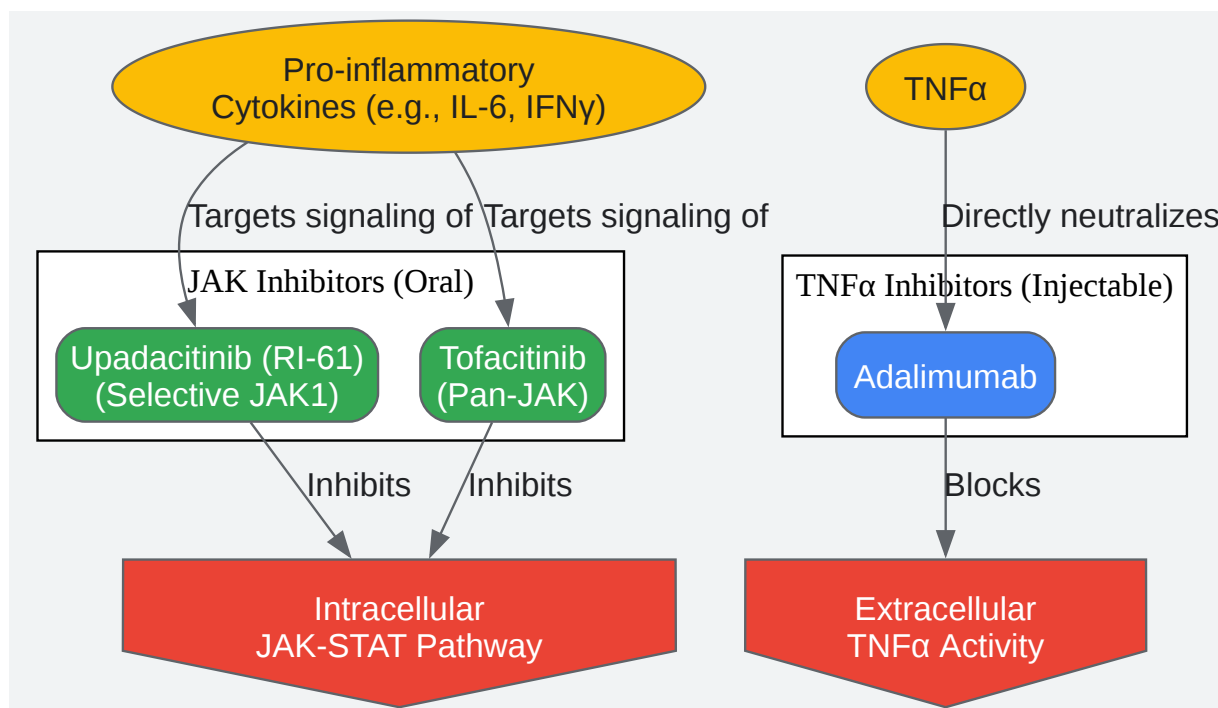 Pro-inflammatory
Cytokines (e.g., IL-6, IFNγ)
TNFα
Targets signaling of
Targets signaling of
Directly neutralizes
JAK Inhibitors (Oral)
TNFα Inhibitors (Injectable)
Upadacitinib (RI-61)
(Selective JAK1)
Tofacitinib
(Pan-JAK)
Adalimumab
Inhibits
Inhibits
Blocks
Intracellular
JAK-STAT Pathway
Extracellular
TNFα Activity